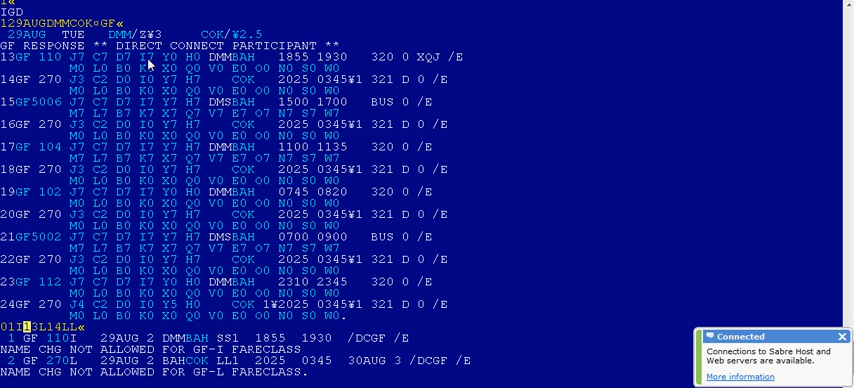 1«
IGD
129AUGDMMCOK¤GF«
29AUG TUE DMM/Z¥3 COK/¥2.5
GF RESPONSE ** DIRECT CONNECT PARTICIPANT **
13GF 110 J7 C7 D7 I7 Y0 H0 DMMBAH 1855 1930 320 0 XQJ /E
M0 L0 B0 K0 X0 Q0 V0 E0 O0 N0 S0 W0
14GF 270 J3 C2 D0 I0 Y7 H7 COK 2025 0345¥1 321 D 0 /E
M0 L0 B0 K0 X0 Q0 V0 E0 O0 N0 S0 W0
15GF5006 J7 C7 D7 I7 Y7 H7 DMSBAH 1500 1700 BUS 0 /E
M7 L7 B7 K7 X7 Q7 V7 E7 O7 N7 S7 W7
16GF 270 J3 C2 D0 I0 Y7 H7 COK 2025 0345¥1 321 D 0 /E
M0 L0 B0 K0 X0 Q0 V0 E0 O0 N0 S0 W0
17GF 104 J7 C7 D7 I7 Y7 H7 DMMBAH 1100 1135 320 0 /E
M7 L7 B7 K7 X7 Q7 V7 E7 O7 N7 S7 W7
18GF 270 J3 C2 D0 I0 Y7 H7 COK 2025 0345¥1 321 D 0 /E
M0 L0 B0 K0 X0 Q0 V0 E0 O0 N0 S0 W0
19GF 102 J7 C7 D7 I7 Y0 H0 DMMBAH 0745 0820 320 0 /E
M0 L0 B0 K0 X0 Q0 V0 E0 O0 N0 S0 W0
20GF 270 J3 C2 D0 I0 Y7 H7 COK 2025 0345¥1 321 D 0 /E
M0 L0 B0 K0 X0 Q0 V0 E0 O0 N0 S0 W0
21GF5002 J7 C7 D7 I7 Y7 H7 DMSBAH 0700 0900 BUS 0 /E
M7 L7 B7 K7 X7 Q7 V7 E7 O7 N7 S7 W7
22GF 270 J3 C2 D0 I0 Y7 H7 COK 2025 0345¥1 321 D 0 /E
M0 L0 B0 K0 X0 Q0 V0 E0 O0 N0 S0 W0
23GF 112 J7 C7 D7 I7 Y0 H0 DMMBAH 2310 2345 320 0 /E
M0 L0 B0 K0 X0 Q0 V0 E0 O0 N0 S0 W0
24GF 270 J4 C2 D0 I0 Y5 H0 COK 1¥2025 0345¥1 321 D 0 /E
M0 L0 B0 K0 X0 Q0 V0 E0 O0 N0 S0 W0.
01I13L14LL«
1 GF 110I 29AUG 2 DMMBAH SS1 1855 1930 /DCGF /E
NAME CHG NOT ALLOWED FOR GF-I FARECLASS
2 GF 270L 29AUG 2 BAHCOK LL1 2025 0345 30AUG 3 /DCGF /E
NAME CHG NOT ALLOWED FOR GF-L FARECLASS.
Connected
Connections to Sabre Host and
Web servers are available.
More information